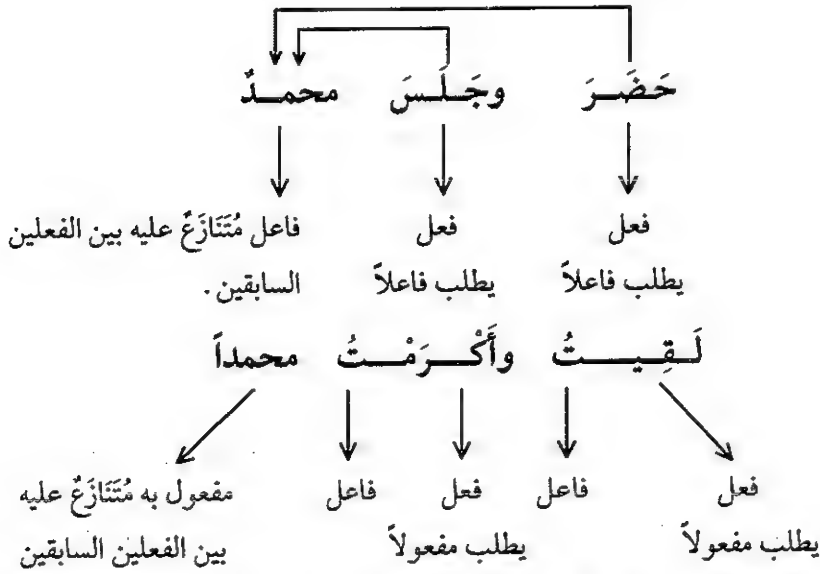 حَضَرَ وجَلَسَ محمدٌ
فعل فعل فاعل مُتَنَازَعٌ عليه بين الفعلين
يطلب فاعلاً يطلب فاعلاً السابقين .
لَقِيتُ وأَكْرَمْتُ محمداً
فعل فاعل فعل فاعل مفعول به مُتَنَازَعٌ عليه
يطلب مفعولاً يطلب مفعولاً بين الفعلين السابقين